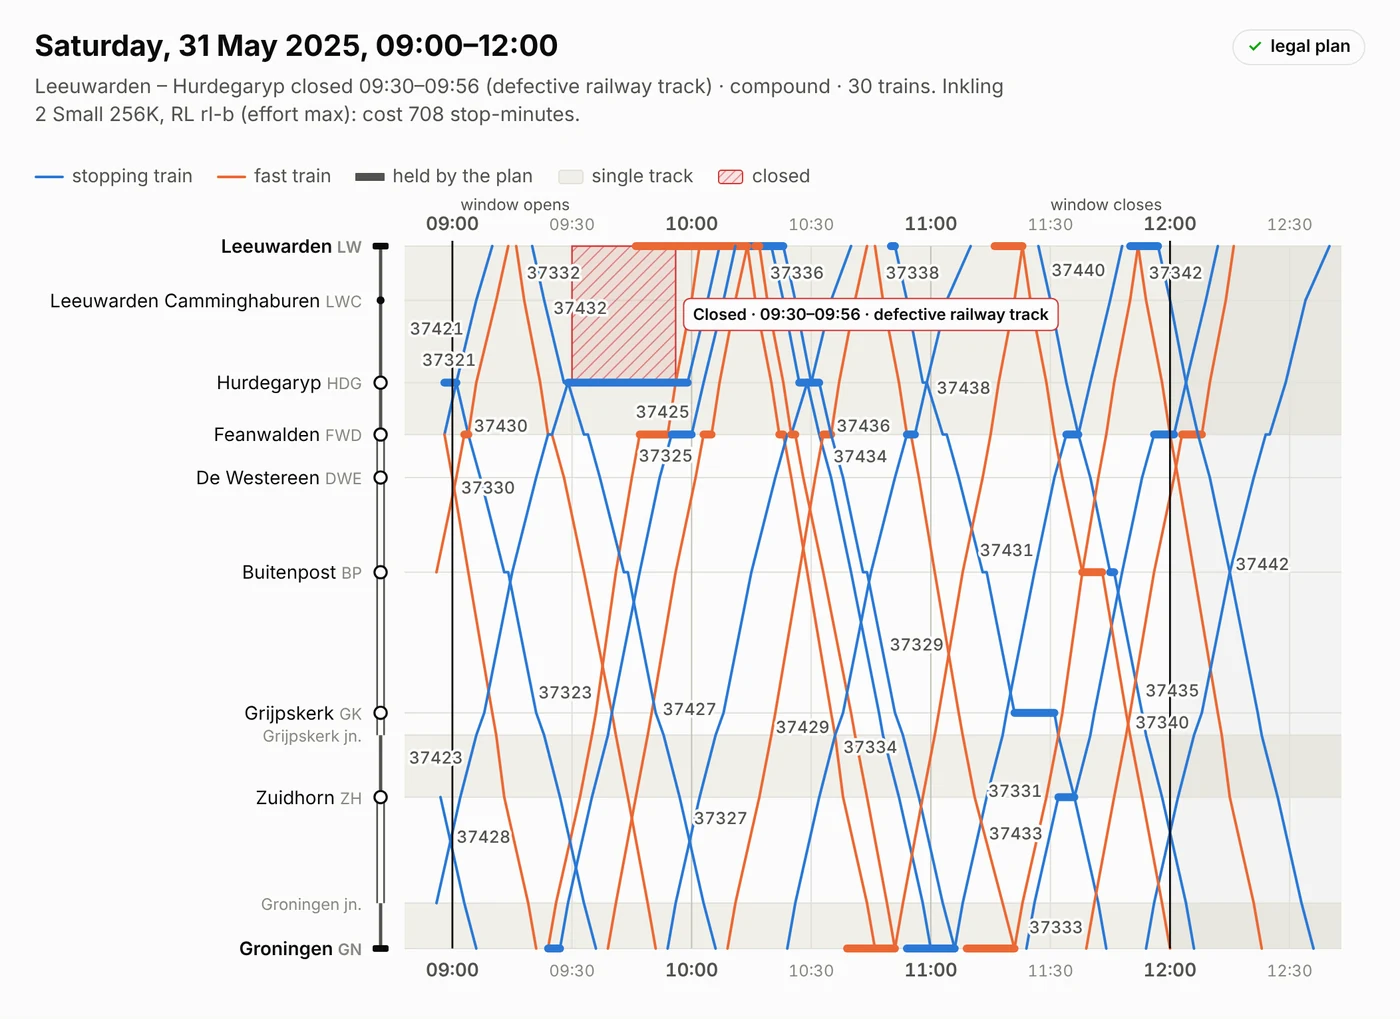 Saturday, 31 May 2025, 09:00–12:00
legal plan
Leeuwarden – Hurdegaryp closed 09:30–09:56 (defective railway track) · compound · 30 trains. Inkling
2 Small 256K, RL rl-b (effort max): cost 708 stop-minutes.
stopping train
fast train
held by the plan
single track
closed
window opens
window closes
09:00
09:30
10:00
10:30
11:00
11:30
12:00
12:30
Leeuwarden LW
Leeuwarden Camminghaburen LWC
Hurdegaryp HDG
Feanwalden FWD
De Westereen DWE
Buitenpost BP
Grijpskerk GK
Grijpskerk jn.
Zuidhorn ZH
Groningen jn.
Groningen GN
37332
37336
37338
37440
37342
37432
Closed · 09:30–09:56 · defective railway track
37421
37321
37438
37425
37430
37436
37325
37434
37330
37431
37442
37329
37323
37435
37427
37340
37429
37334
37423
37331
37327
37433
37428
37333
09:00
09:30
10:00
10:30
11:00
11:30
12:00
12:30